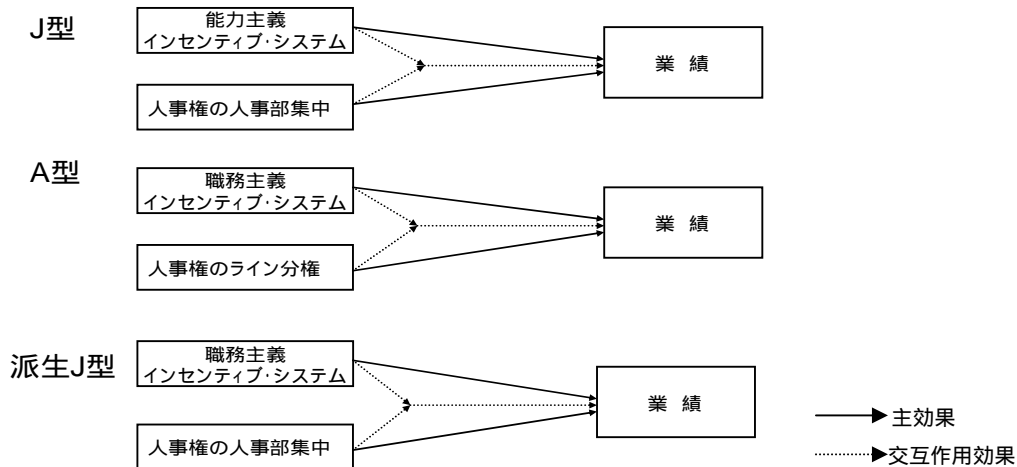 J型
能力主義
インセンティブ・システム
人事権の人事部集中
業 績
A型
職務主義
インセンティブ・システム
人事権のライン分権
業 績
派生J型
職務主義
インセンティブ・システム
人事権の人事部集中
業 績
主効果
交互作用効果